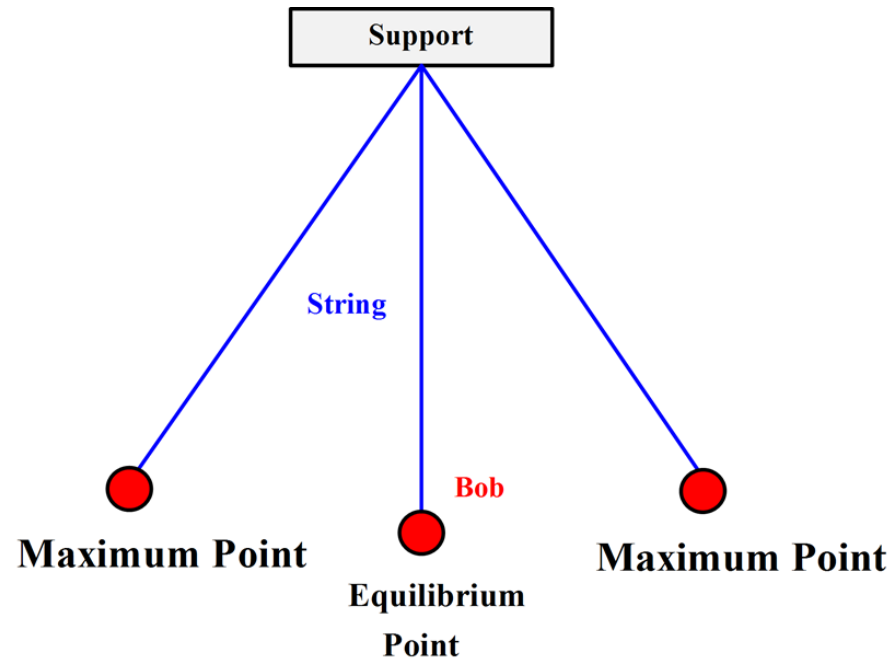 Support
String
Bob
Maximum Point
Maximum Point
Equilibrium
Point